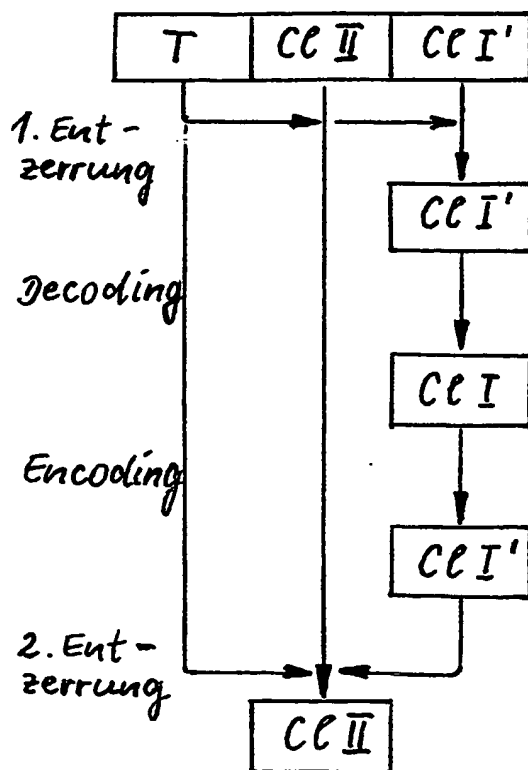 T Cl II Cl I'
1. Ent-
zerrung
Cl I'
Decoding
Cl I
Encoding
Cl I'
2. Ent-
zerrung
Cl II